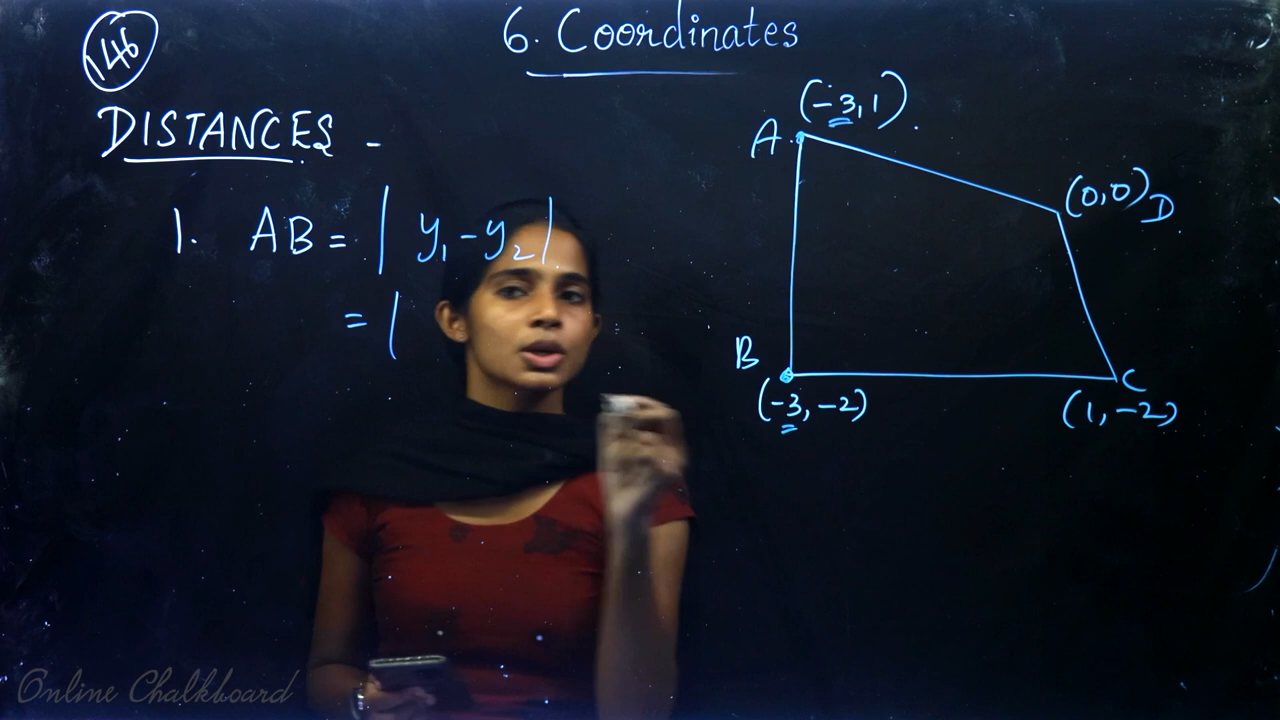 146
6. Coordinates
DISTANCES -
1. AB = | y₁ - y₂ |
= |
(-3, 1).
A
(0,0) D
B
(-3, -2)
C
(1, -2)
Online Chalkboard